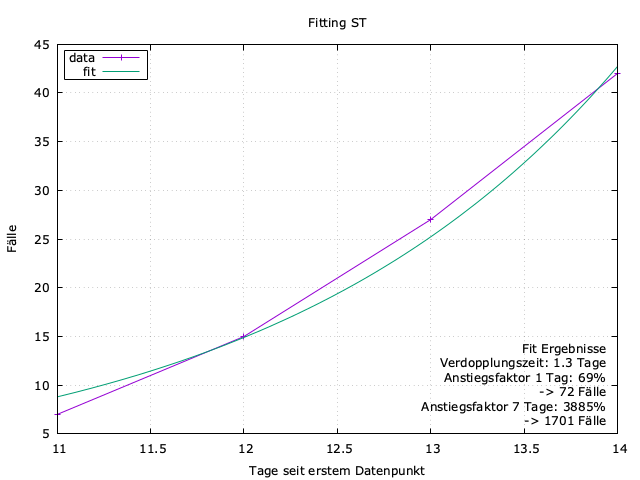 Fitting ST
data
fit
Fälle
45
40
35
30
25
20
15
10
5
Fit Ergebnisse
Verdopplungszeit: 1.3 Tage
Anstiegsfaktor 1 Tag: 69%
-> 72 Fälle
Anstiegsfaktor 7 Tage: 3885%
-> 1701 Fälle
11 11.5 12 12.5 13 13.5 14
Tage seit erstem Datenpunkt